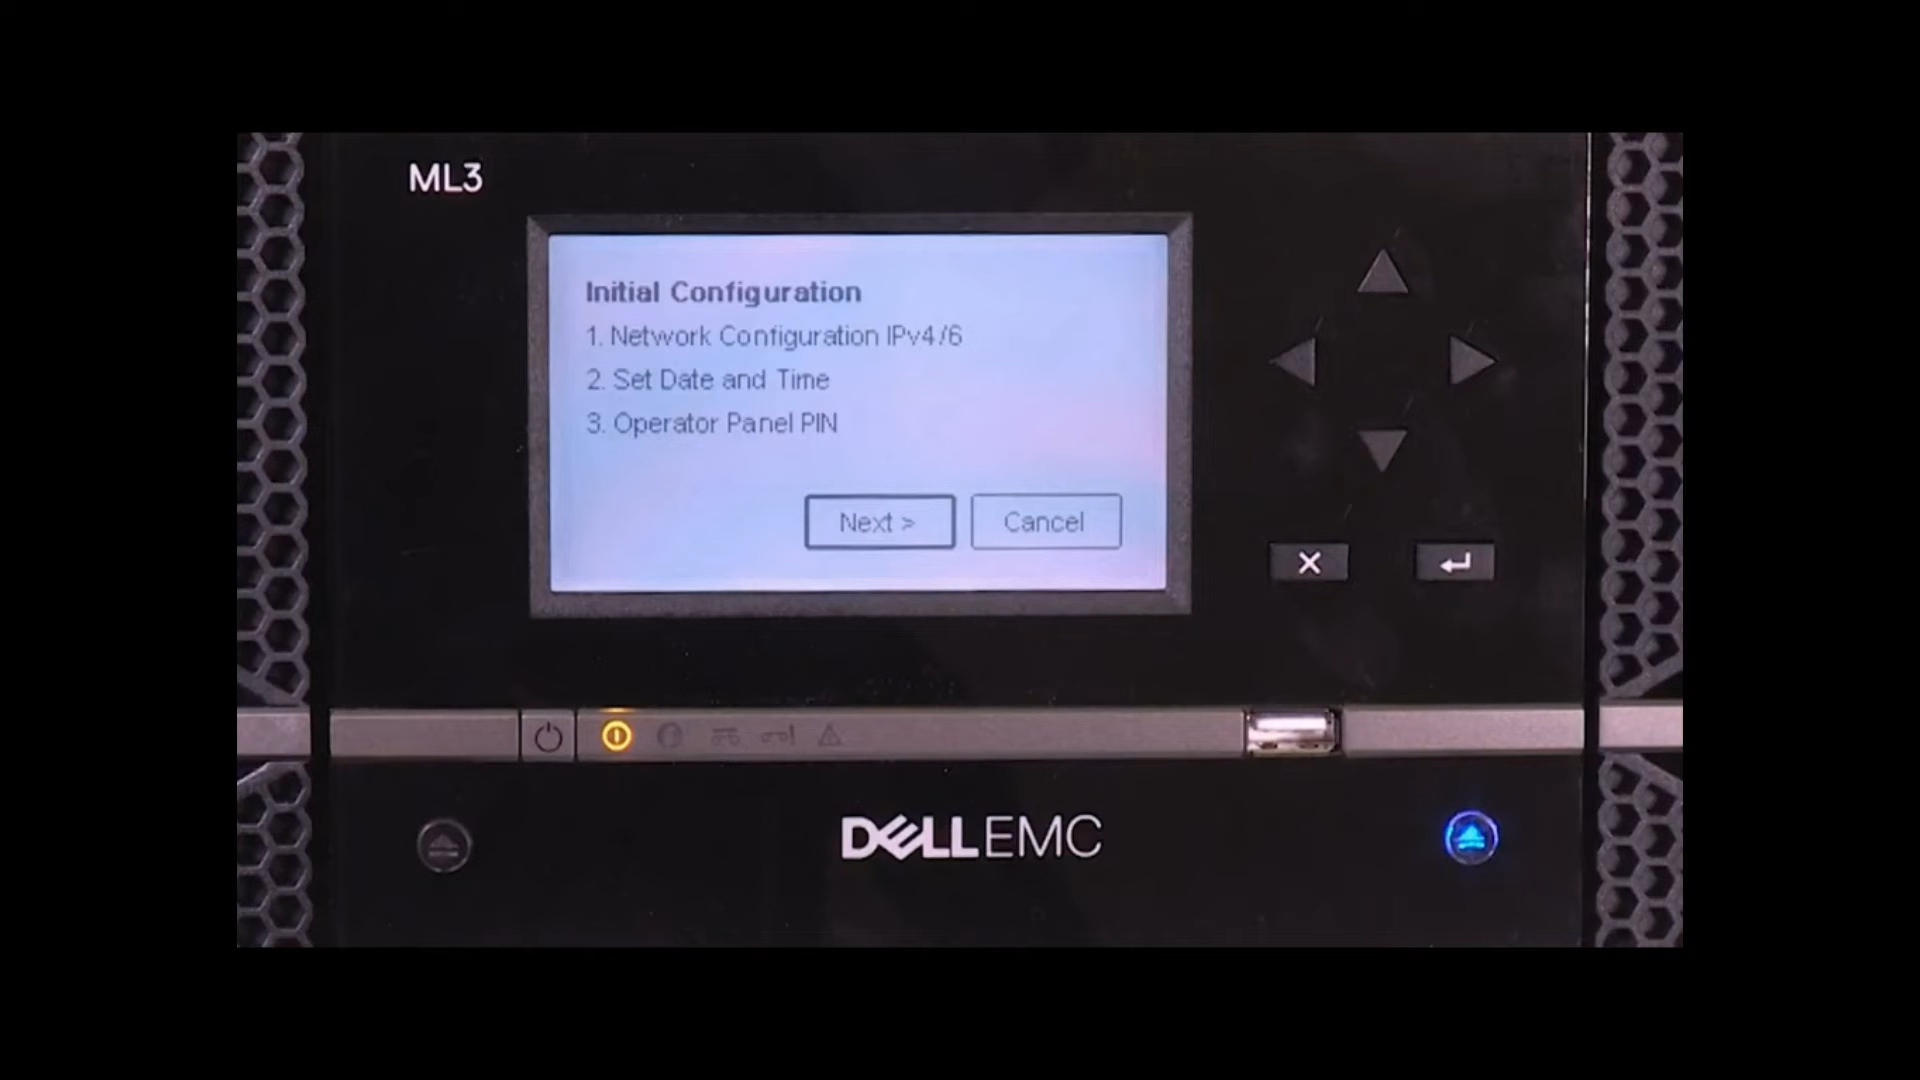 ML3
Initial Configuration
1. Network Configuration IPv4/6
2. Set Date and Time
3. Operator Panel PIN
Next >
Cancel
DELLEMC